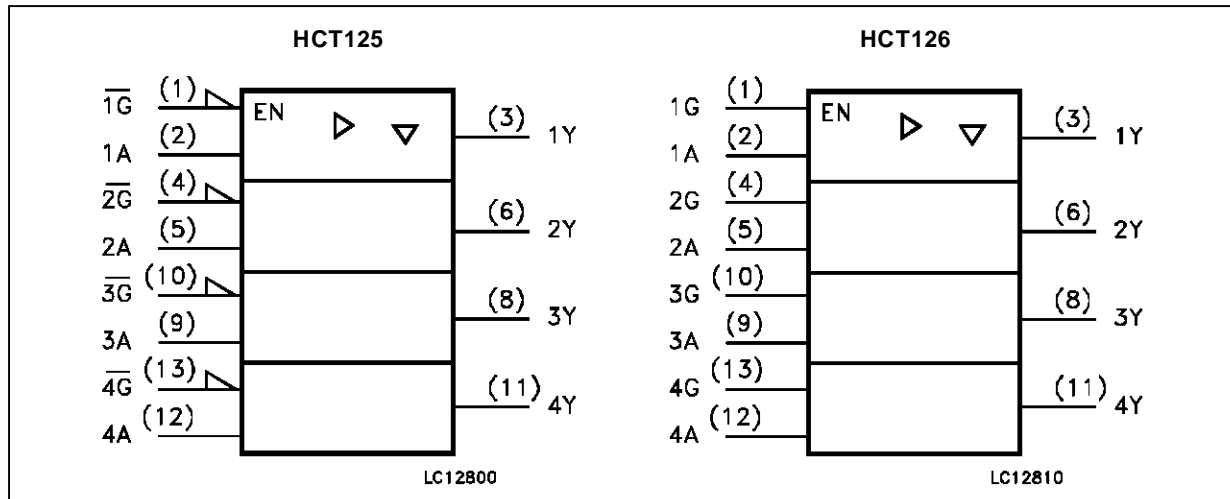 HCT125
1G̅ (1) EN (3) 1Y
1A (2)
2G̅ (4) (6) 2Y
2A (5)
3G̅ (10) (8) 3Y
3A (9)
4G̅ (13) (11) 4Y
4A (12)
LC12800
HCT126
1G (1) EN (3) 1Y
1A (2)
2G (4) (6) 2Y
2A (5)
3G (10) (8) 3Y
3A (9)
4G (13) (11) 4Y
4A (12)
LC12810